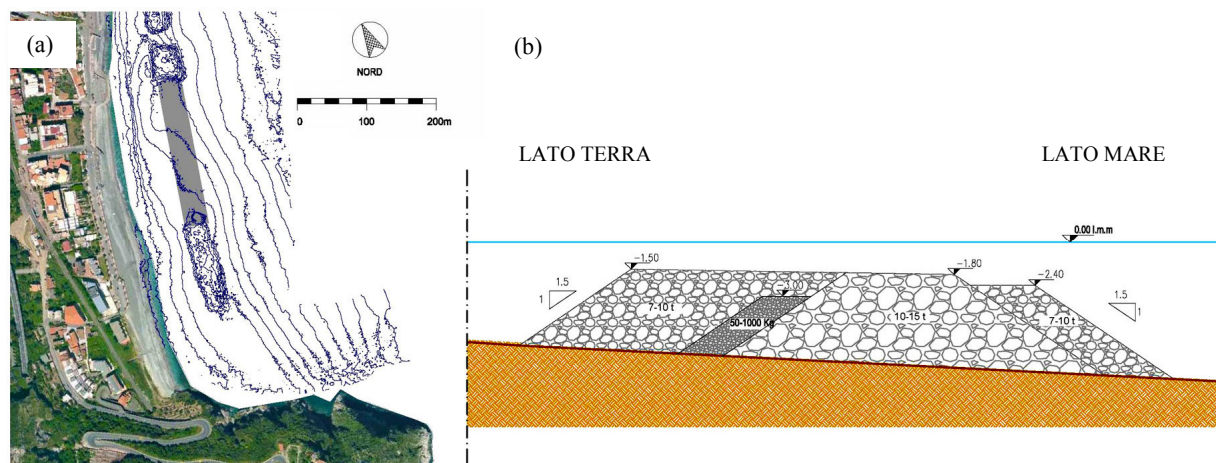 (a)
NORD
0 100 200m
(b)
LATO TERRA LATO MARE
0.00 l.m.m
-1.50
-1.80
-2.40
-3.00
1.5
1
7-10 t
50-1000 Kg
10-15 t
7-10 t
1.5
1